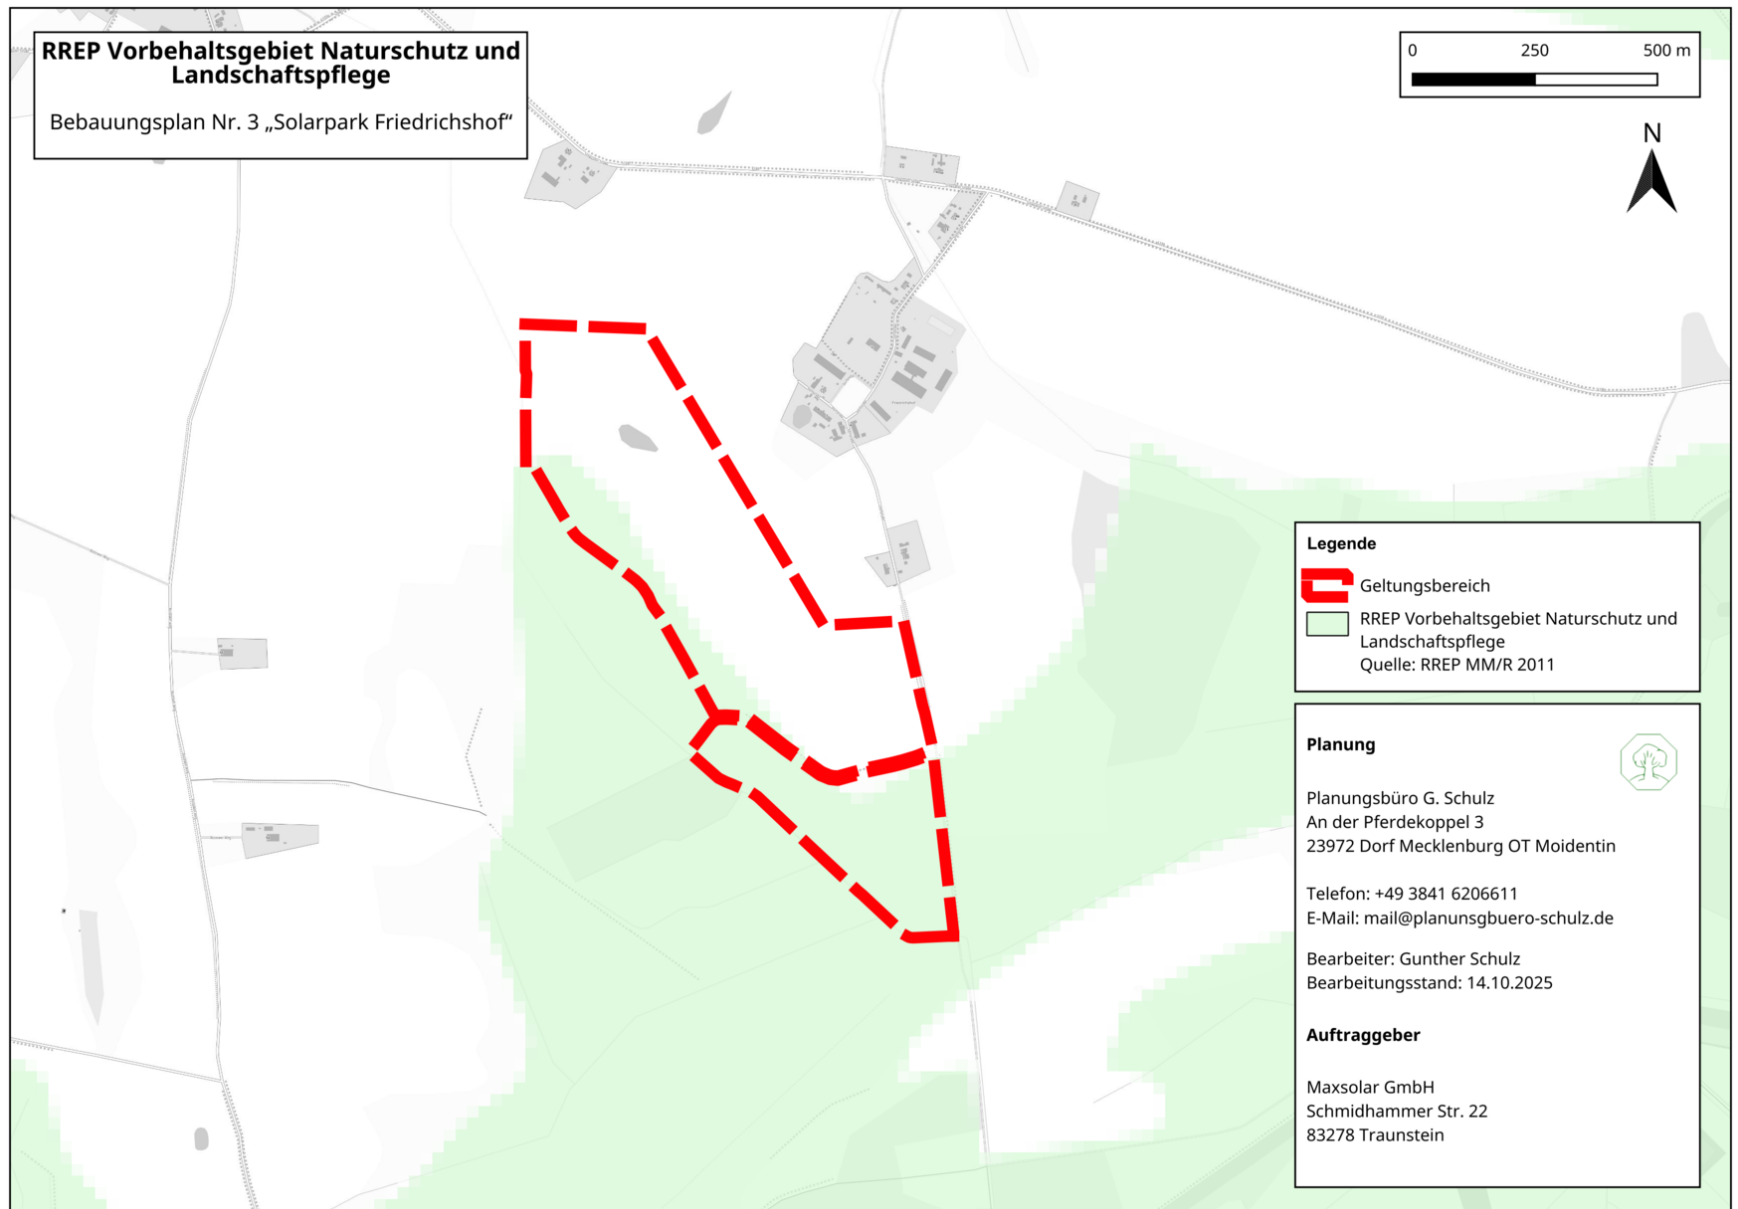 RREP Vorbehaltsgebiet Naturschutz und
Landschaftspflege
Bebauungsplan Nr. 3 „Solarpark Friedrichshof“
0 250 500 m
N
Legende
Geltungsbereich
RREP Vorbehaltsgebiet Naturschutz und
Landschaftspflege
Quelle: RREP MM/R 2011
Planung
Planungsbüro G. Schulz
An der Pferdekoppel 3
23972 Dorf Mecklenburg OT Moidentin
Telefon: +49 3841 6206611
E-Mail: mail@planunsgbuero-schulz.de
Bearbeiter: Gunther Schulz
Bearbeitungsstand: 14.10.2025
Auftraggeber
Maxsolar GmbH
Schmidhammer Str. 22
83278 Traunstein